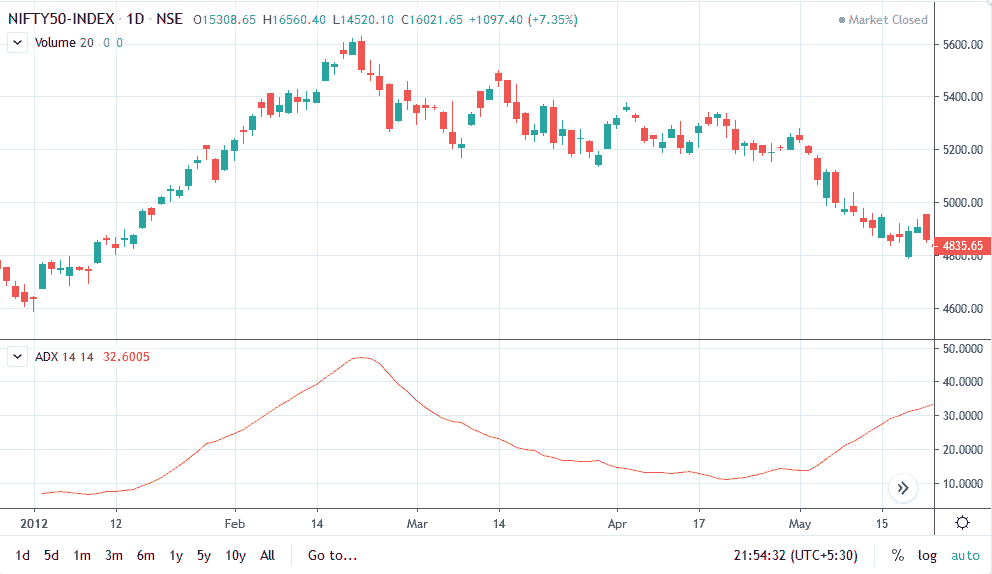 NIFTY50-INDEX · 1D · NSE O15308.65 H16560.40 L14520.10 C16021.65 +1097.40 (+7.35%) Market Closed
Volume 20 0 0
5600.00
5400.00
5200.00
5000.00
4835.65
4800.00
4600.00
ADX 14 14 32.6005
50.0000
40.0000
30.0000
20.0000
10.0000
2012 12 Feb 14 Mar 14 Apr 17 May 15
1d 5d 1m 3m 6m 1y 5y 10y All Go to... 21:54:32 (UTC+5:30) % log auto